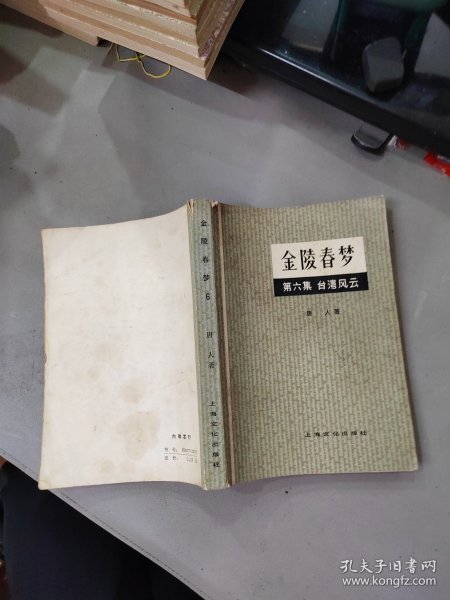 金陵春梦
第六集 台湾风云
唐 人著
上海文化出版社
金陵春梦 6 唐 人著 上海文化出版社
内部发行
孔夫子旧书网
www.kongfz.com